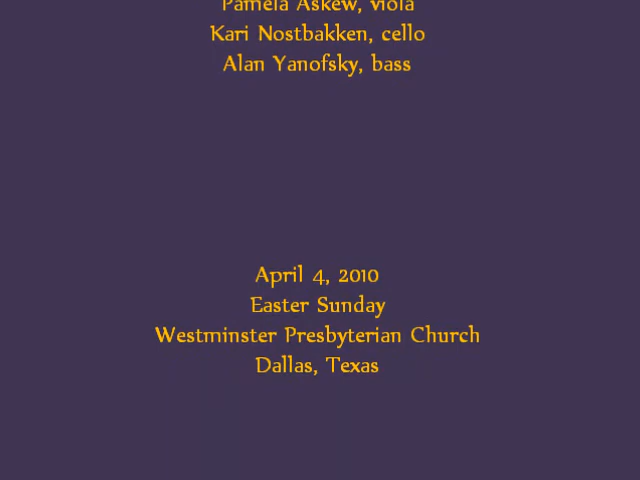 Pamela Askew, viola
Kari Nostbakken, cello
Alan Yanofsky, bass
April 4, 2010
Easter Sunday
Westminster Presbyterian Church
Dallas, Texas